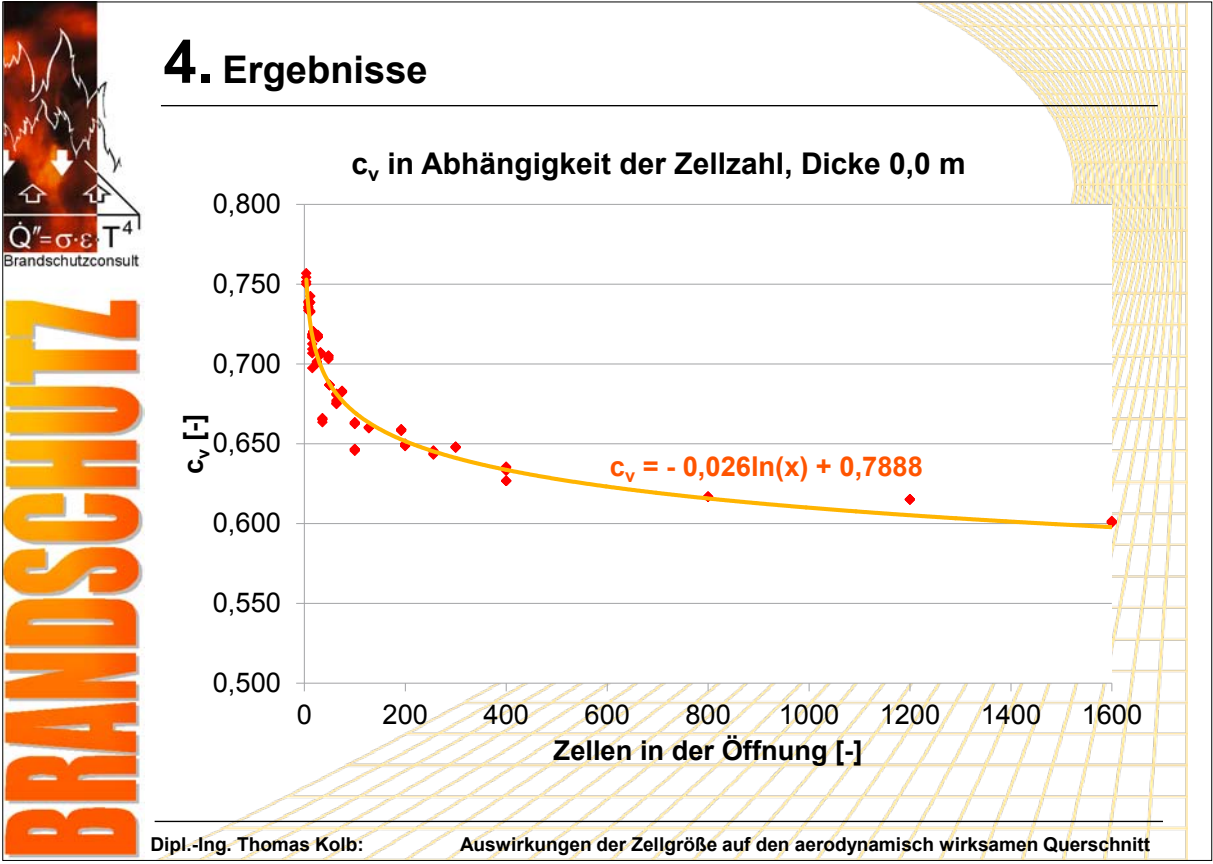 4. Ergebnisse
Q̇"=σ·ε·T⁴
Brandschutzconsult
BRANDSCHUTZ
cᵥ in Abhängigkeit der Zellzahl, Dicke 0,0 m
0,800
0,750
0,700
0,650
0,600
0,550
0,500
cᵥ [-]
cᵥ = - 0,026ln(x) + 0,7888
0 200 400 600 800 1000 1200 1400 1600
Zellen in der Öffnung [-]
Dipl.-Ing. Thomas Kolb: Auswirkungen der Zellgröße auf den aerodynamisch wirksamen Querschnitt